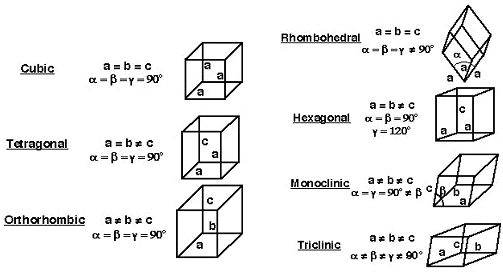 Cubic
a = b = c
α = β = γ = 90°
a
a
a
Tetragonal
a = b ≠ c
α = β = γ = 90°
c
a
a
Orthorhombic
a ≠ b ≠ c
α = β = γ = 90°
c
b
a
Rhombohedral
a = b = c
α = β = γ ≠ 90°
α
a
a
a
Hexagonal
a = b ≠ c
α = β = 90°
γ = 120°
c
a
a
Monoclinic
a ≠ b ≠ c
α = γ = 90° ≠ β
c
β
b
a
Triclinic
a ≠ b ≠ c
α ≠ β ≠ γ ≠ 90°
c
b
a